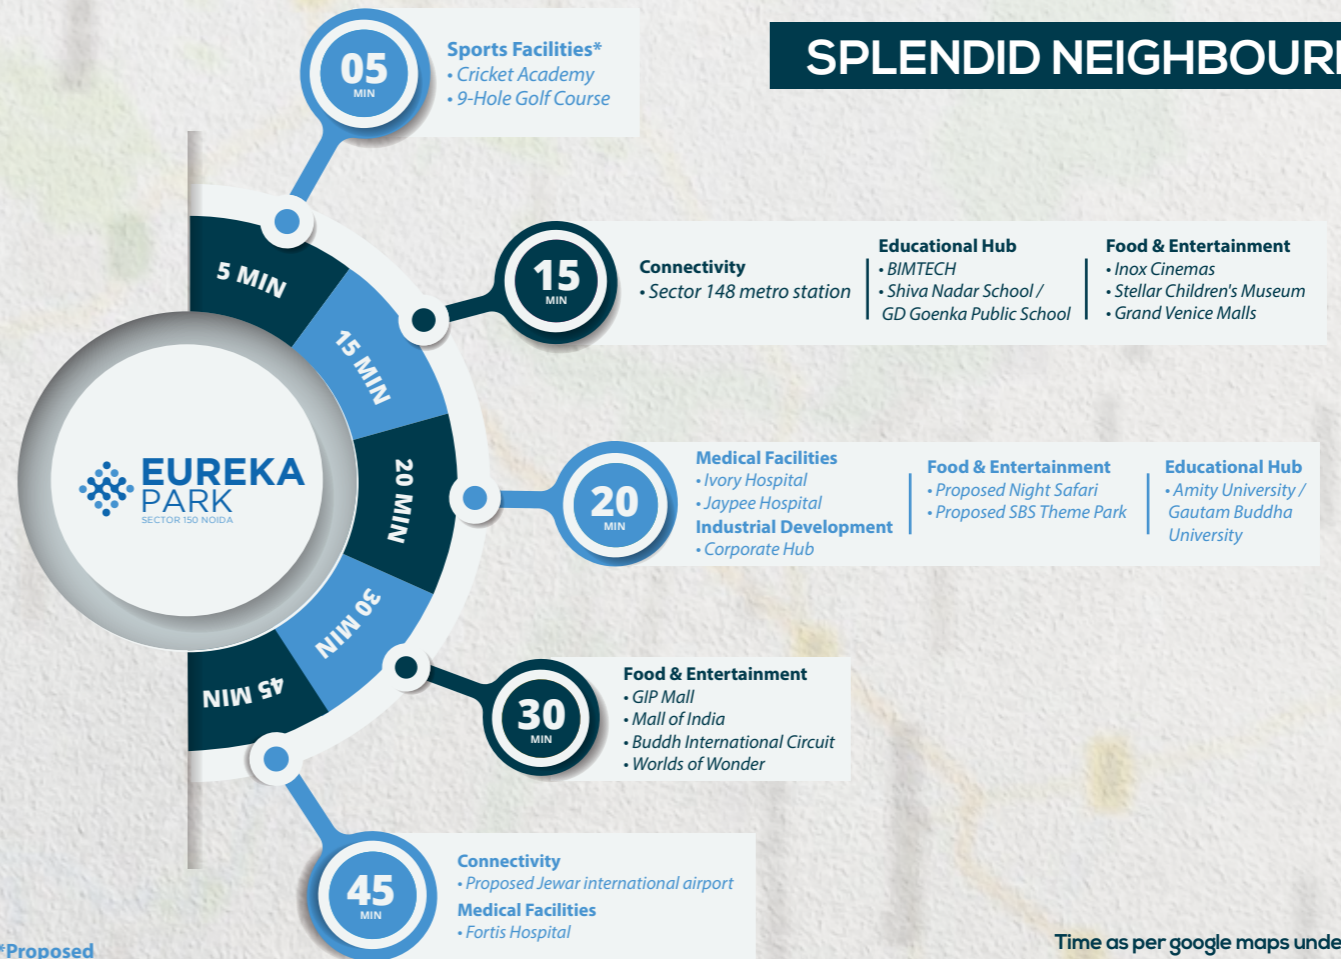 SPLENDID NEIGHBOUR
05
MIN
Sports Facilities*
• Cricket Academy
• 9-Hole Golf Course
5 MIN
15 MIN
20 MIN
30 MIN
45 MIN
EUREKA
PARK
SECTOR 150 NOIDA
15
MIN
Connectivity
• Sector 148 metro station
Educational Hub
• BIMTECH
• Shiva Nadar School /
GD Goenka Public School
Food & Entertainment
• Inox Cinemas
• Stellar Children's Museum
• Grand Venice Malls
20
MIN
Medical Facilities
• Ivory Hospital
• Jaypee Hospital
Industrial Development
• Corporate Hub
Food & Entertainment
• Proposed Night Safari
• Proposed SBS Theme Park
Educational Hub
• Amity University /
Gautam Buddha
University
30
MIN
Food & Entertainment
• GIP Mall
• Mall of India
• Buddh International Circuit
• Worlds of Wonder
45
MIN
Connectivity
• Proposed Jewar international airport
Medical Facilities
• Fortis Hospital
*Proposed
Time as per google maps unde